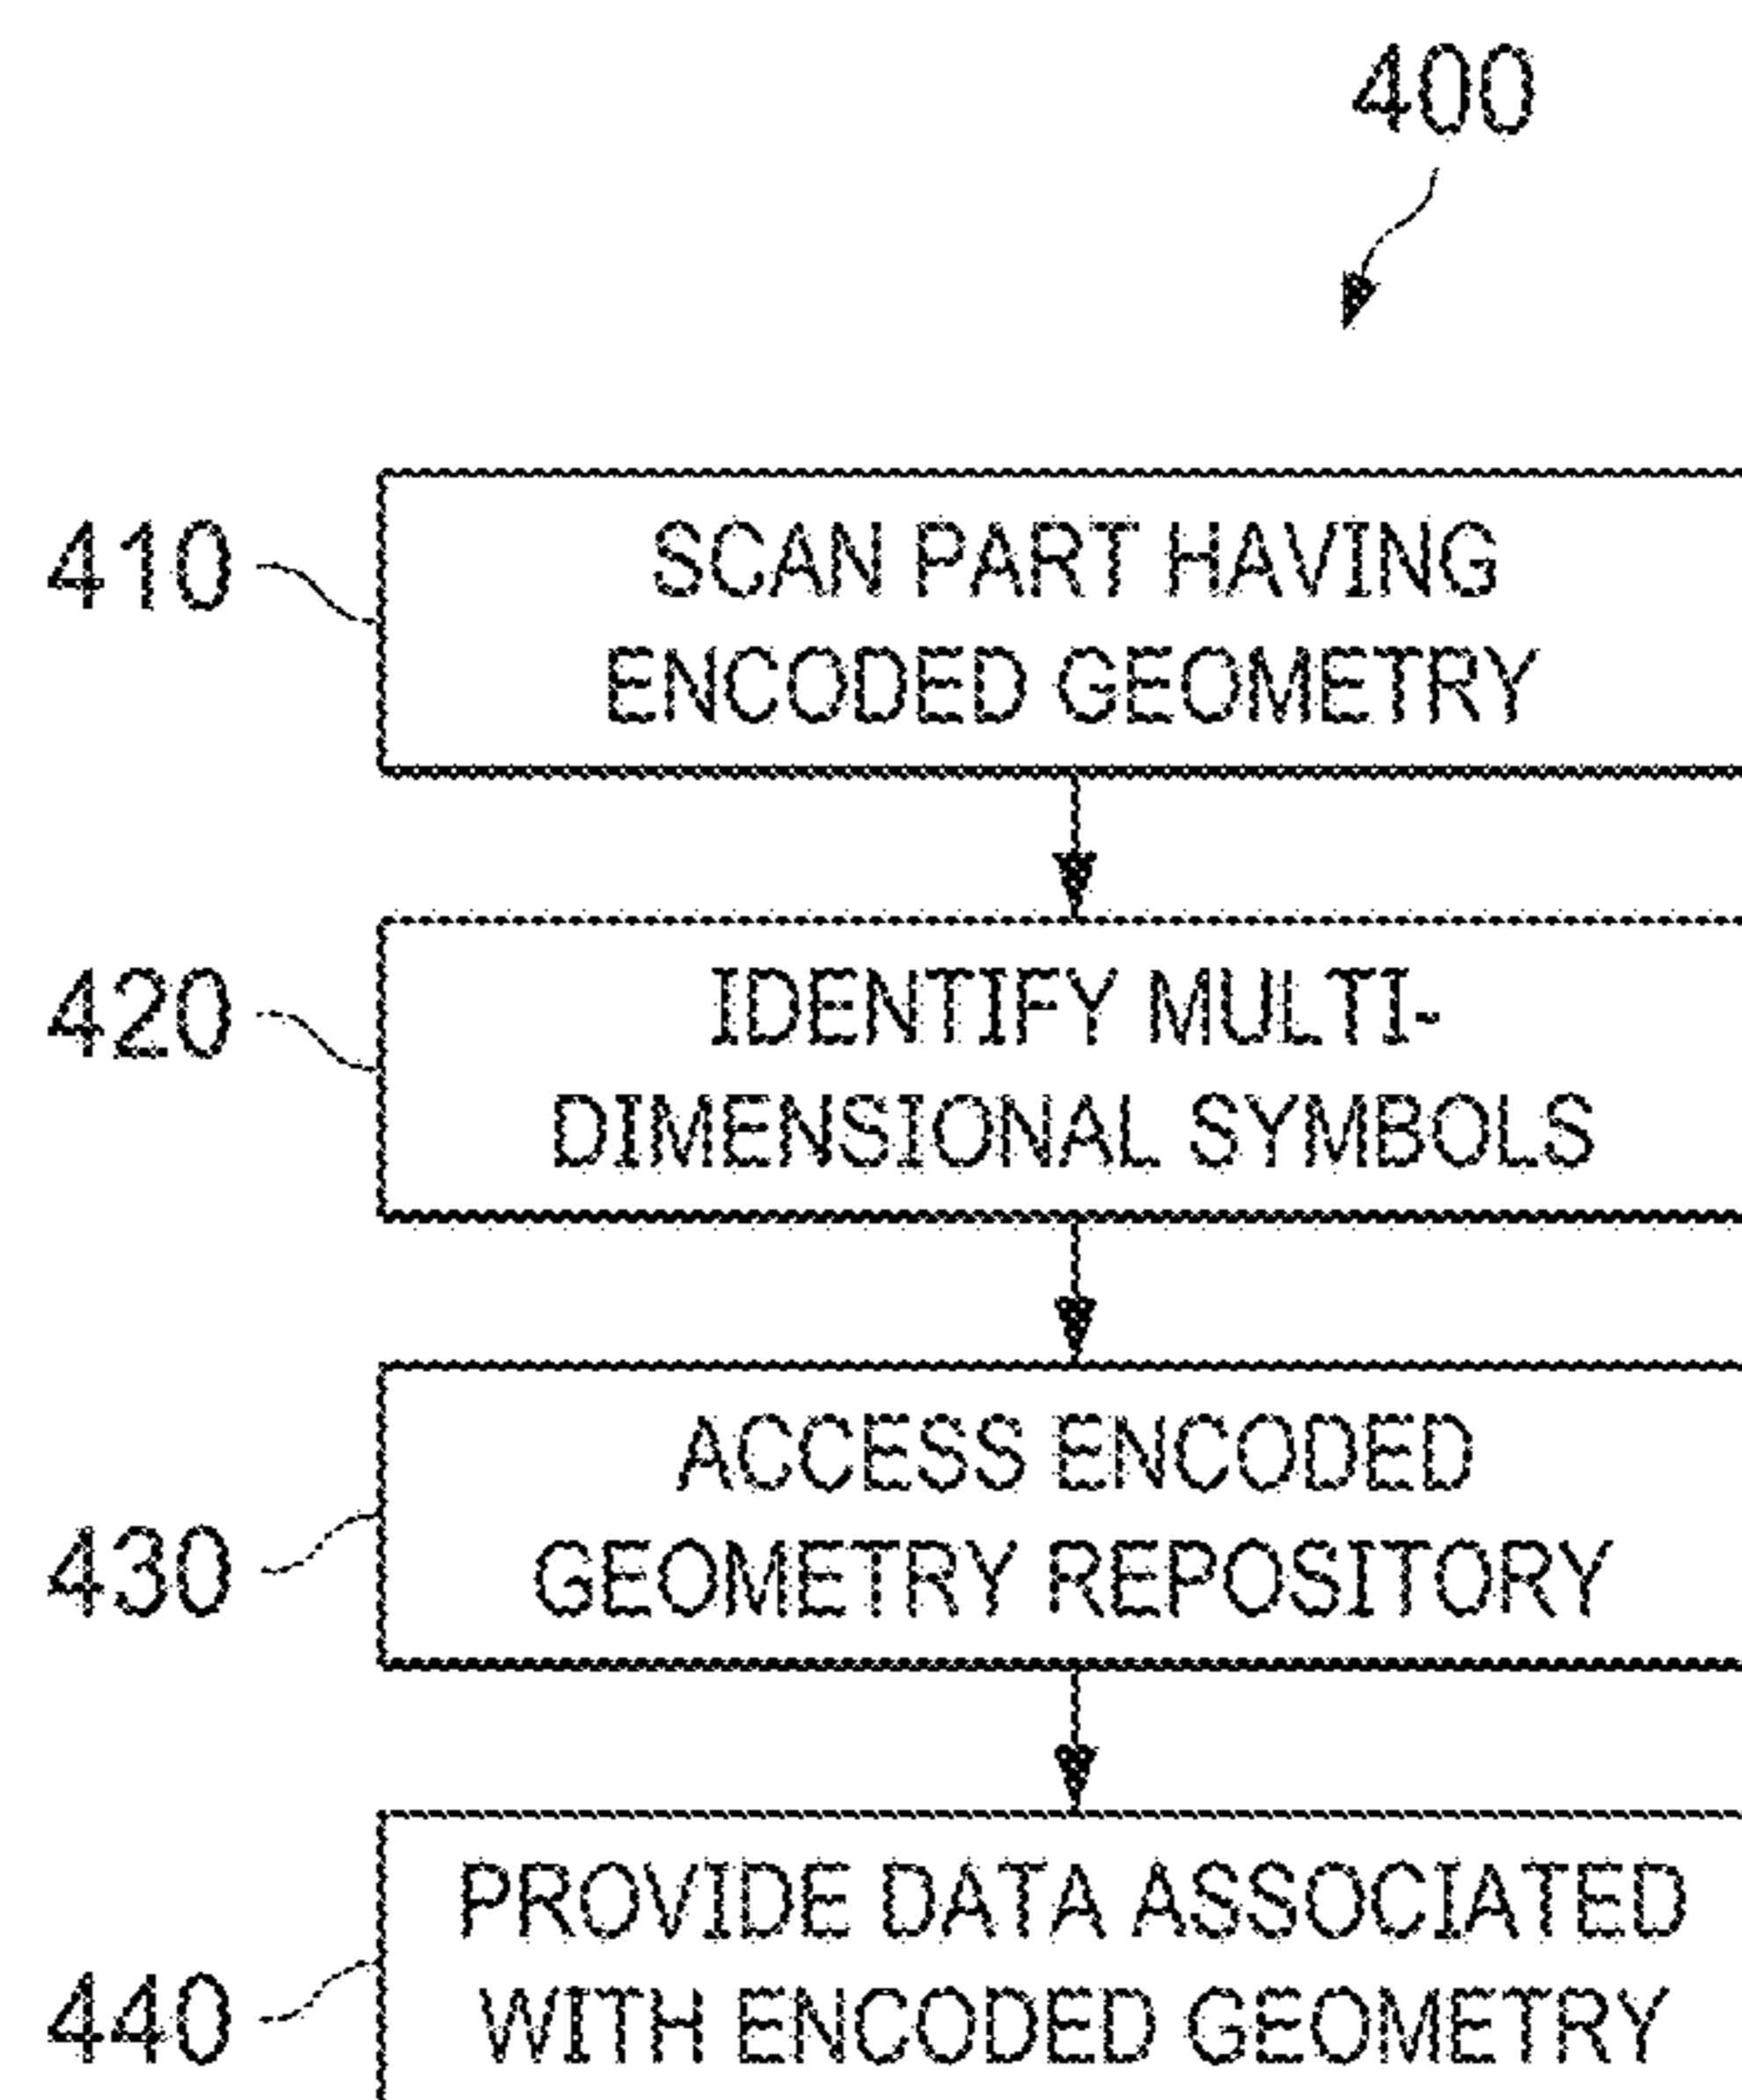 400
410
SCAN PART HAVING
ENCODED GEOMETRY
420
IDENTIFY MULTI-
DIMENSIONAL SYMBOLS
430
ACCESS ENCODED
GEOMETRY REPOSITORY
440
PROVIDE DATA ASSOCIATED
WITH ENCODED GEOMETRY